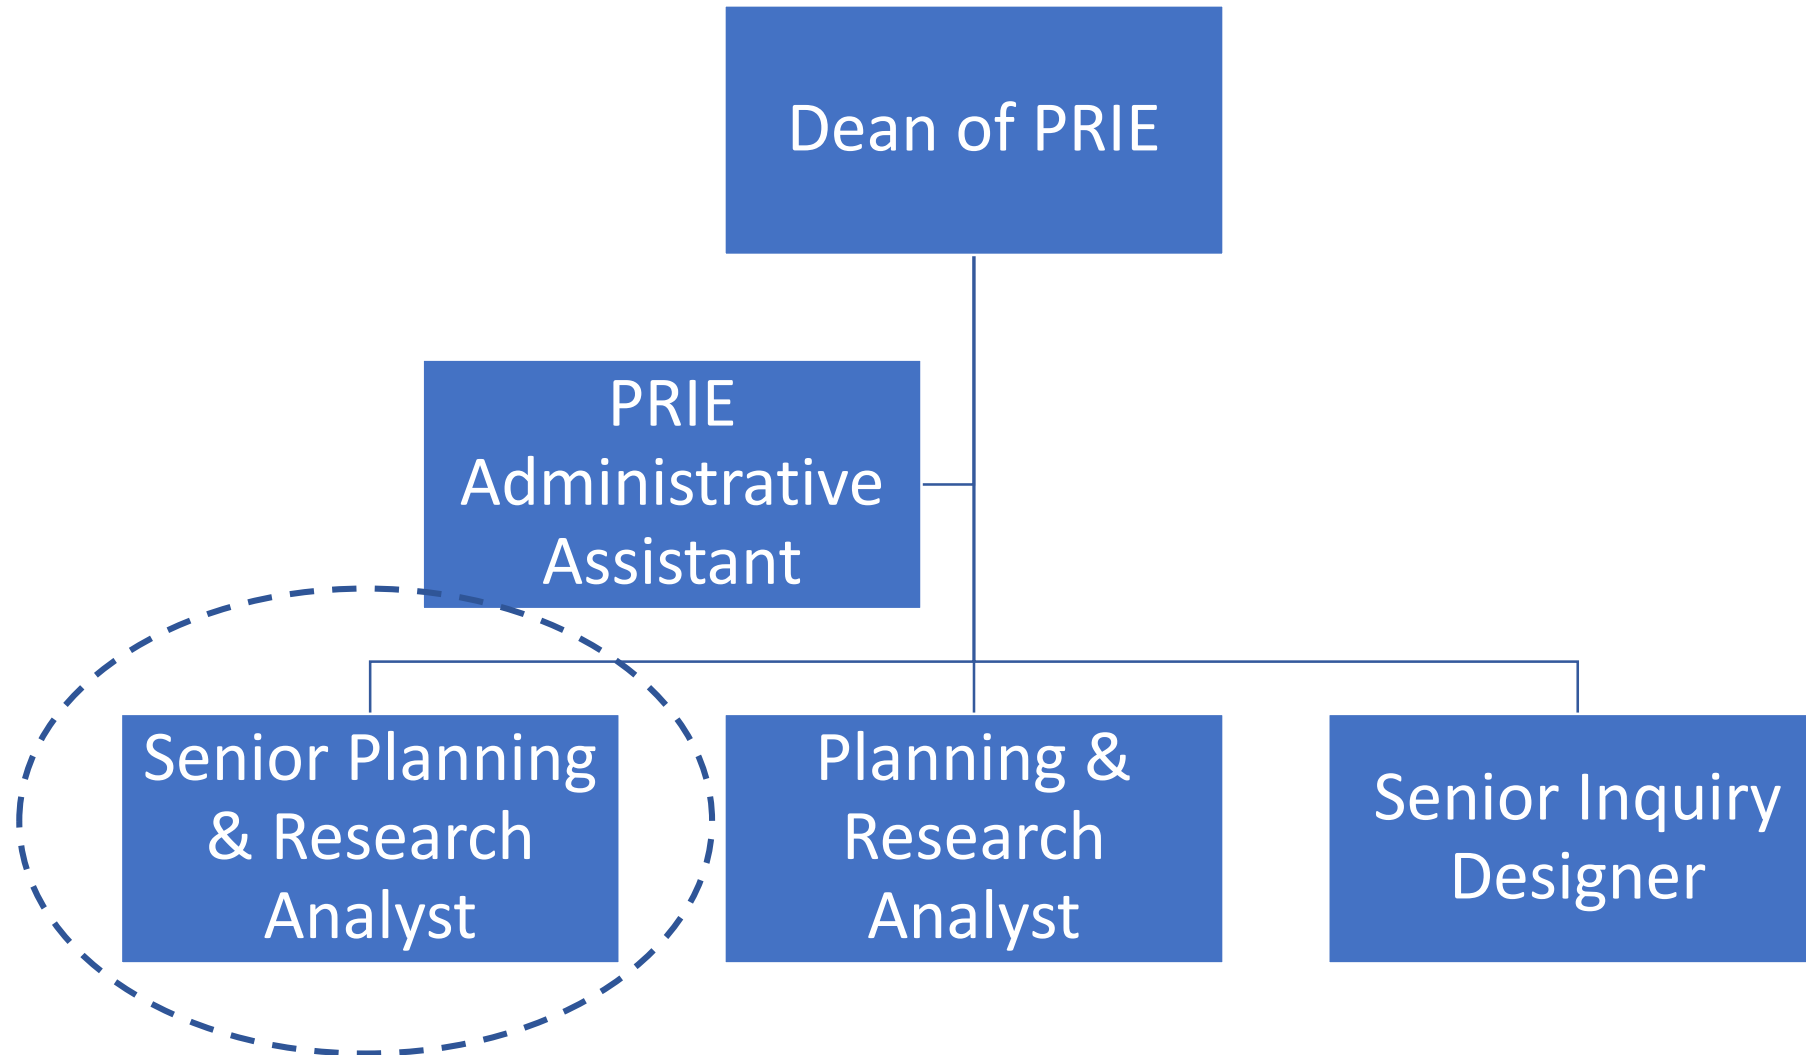 Dean of PRIE
PRIE
Administrative
Assistant
Senior Planning
& Research
Analyst
Planning &
Research
Analyst
Senior Inquiry
Designer